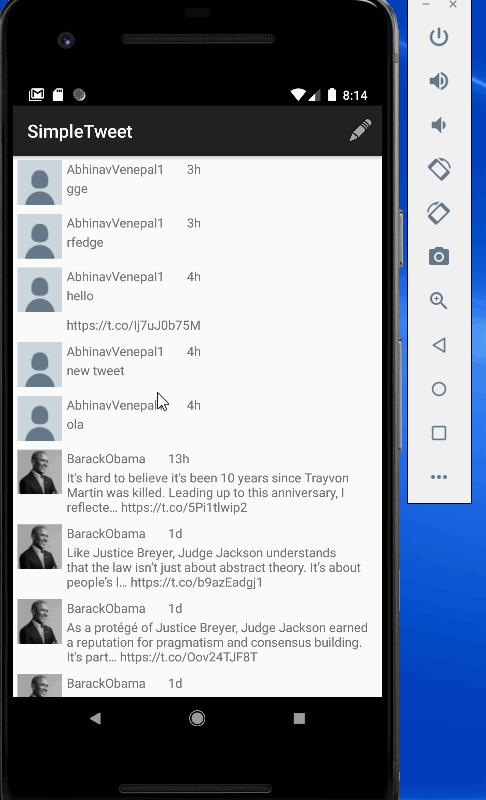 8:14
SimpleTweet
AbhinavVenepal1 3h
gge
AbhinavVenepal1 3h
rfedge
AbhinavVenepal1 4h
hello
https://t.co/Ij7uJ0b75M
AbhinavVenepal1 4h
new tweet
4h
ola
BarackObama 13h
It's hard to believe it's been 10 years since Trayvon
Martin was killed. Leading up to this anniversary, I
reflecte… https://t.co/5Pi1tlwip2
BarackObama 1d
Like Justice Breyer, Judge Jackson understands
that the law isn't just about abstract theory. It's about
people's l… https://t.co/b9azEadgj1
BarackObama 1d
As a protégé of Justice Breyer, Judge Jackson earned
a reputation for pragmatism and consensus building.
It's part… https://t.co/Oov24TJF8T
BarackObama 1d